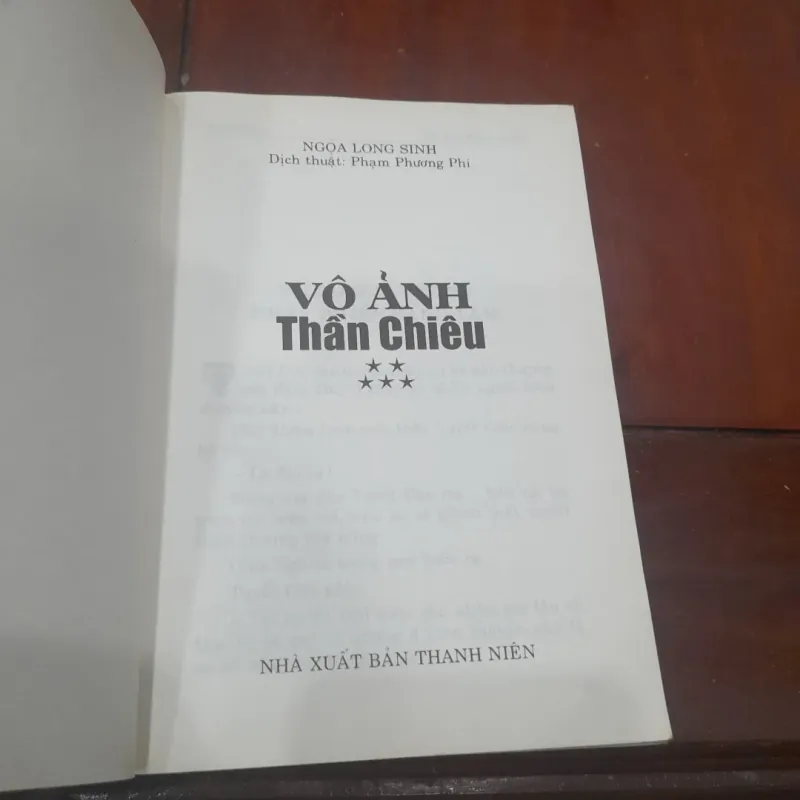 NGỌA LONG SINH
Dịch thuật: Phạm Phương Phi
VÔ ẢNH
Thần Chiêu
NHÀ XUẤT BẢN THANH NIÊN